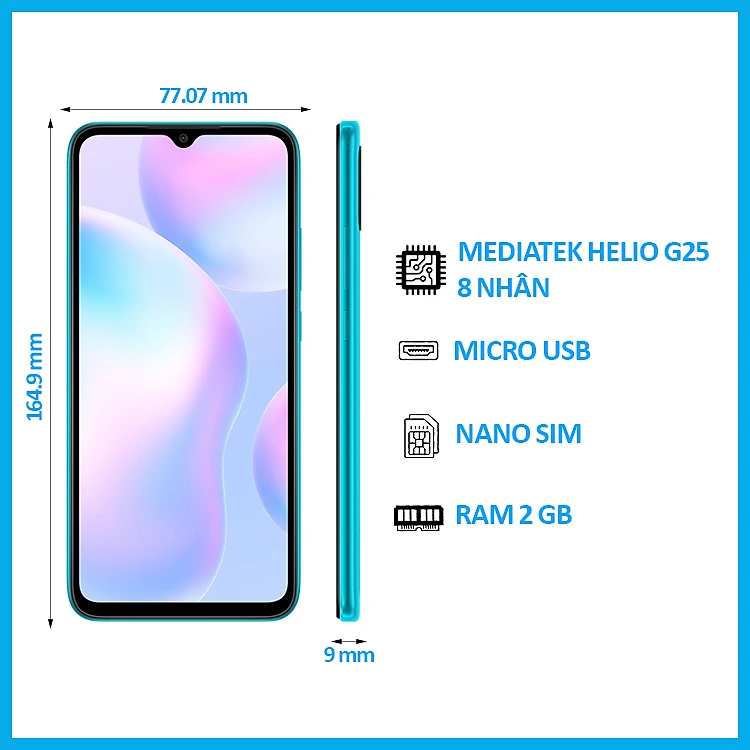 77.07 mm
164.9 mm
9 mm
MEDIATEK HELIO G25
8 NHÂN
MICRO USB
NANO SIM
RAM 2 GB